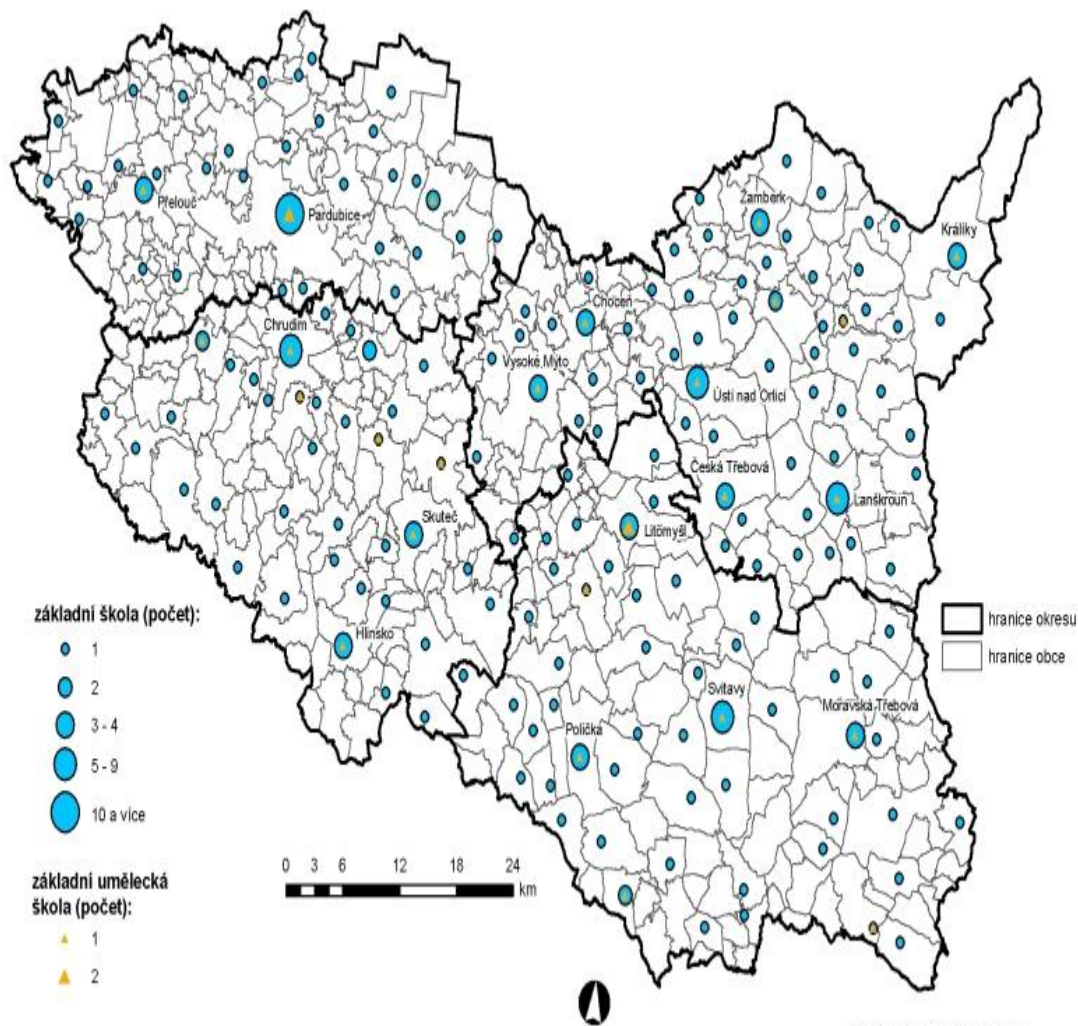 Přelouč
Pardubice
Žamberk
Králíky
Chrudim
Choceň
Vysoké Mýto
Ústí nad Orlicí
Česká Třebová
Lanškroun
Skuteč
Litomyšl
Hlinsko
Svitavy
Moravská Třebová
Polička
základní škola (počet):
1
2
3 - 4
5 - 9
10 a více
základní umělecká
škola (počet):
1
2
0 3 6 12 18 24
km
hranice okresu
hranice obce